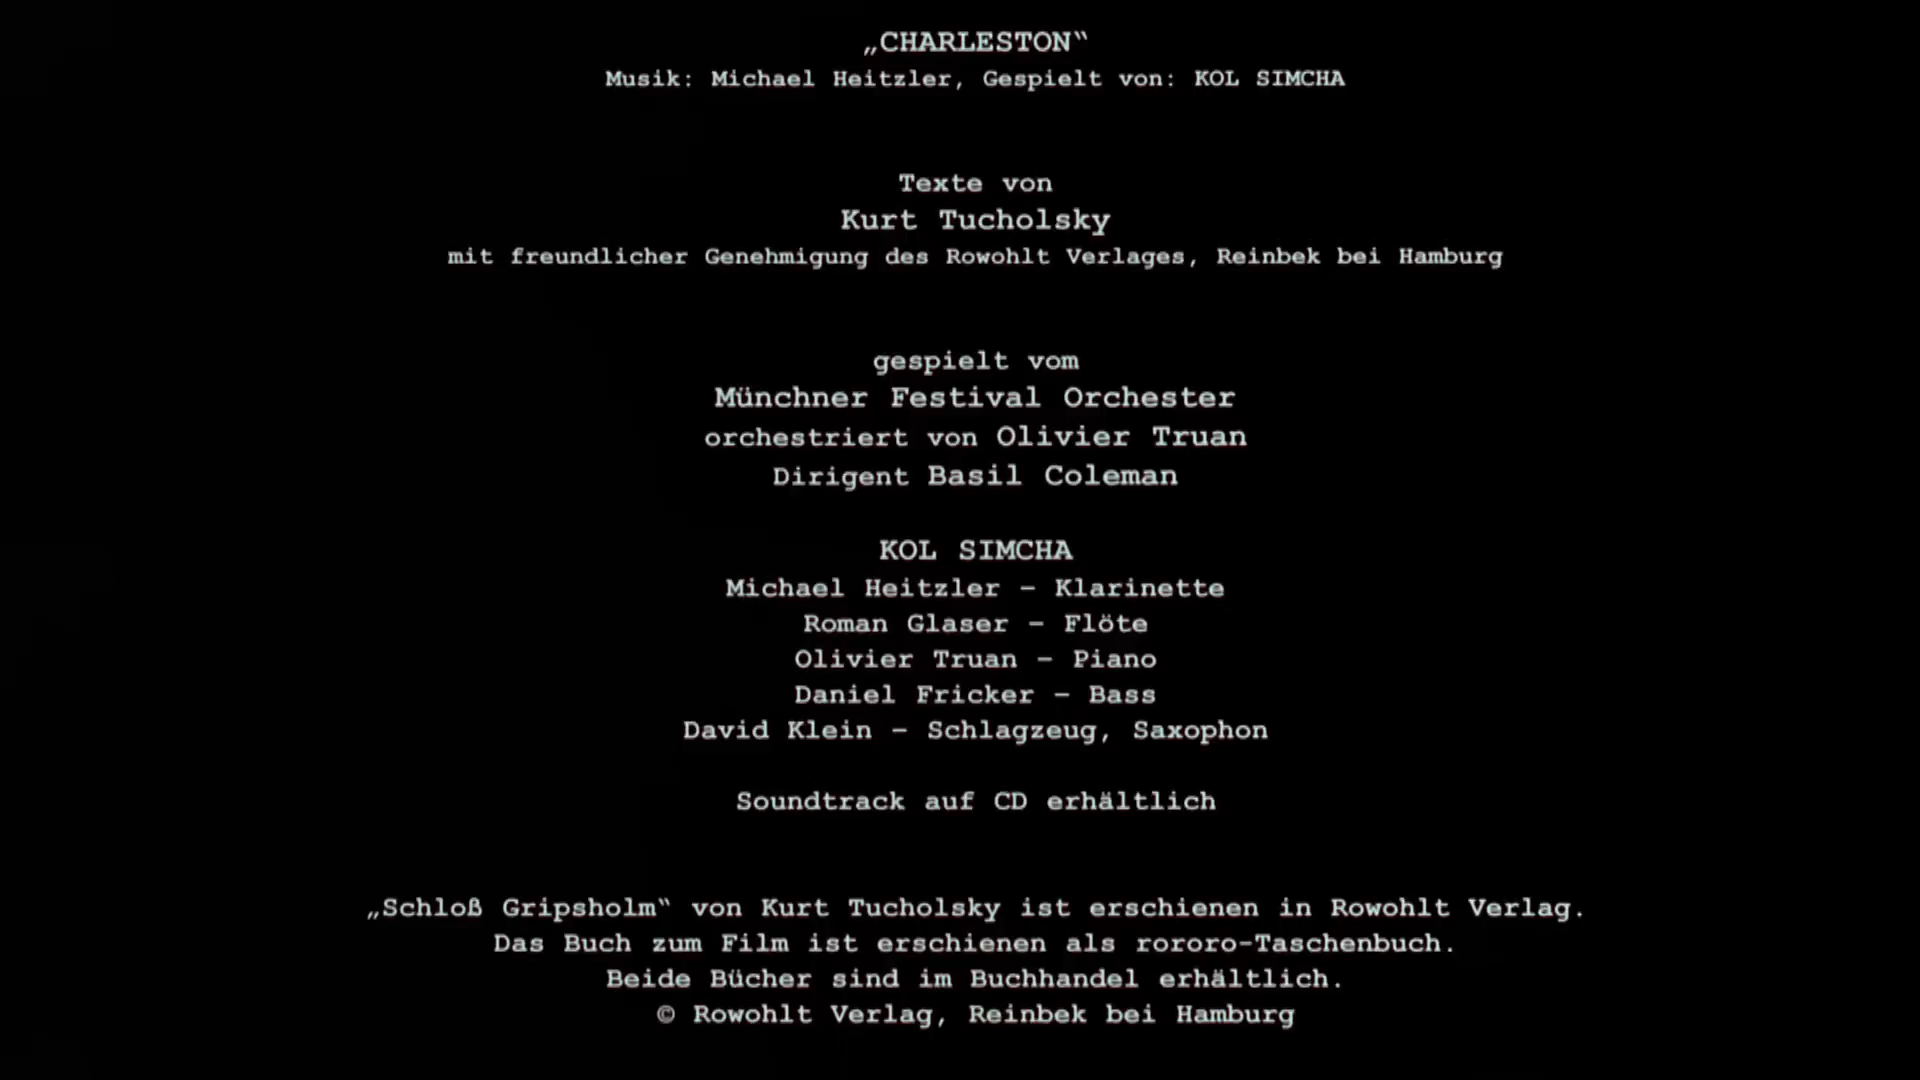 „CHARLESTON“
Musik: Michael Heitzler, Gespielt von: KOL SIMCHA
Texte von
Kurt Tucholsky
mit freundlicher Genehmigung des Rowohlt Verlages, Reinbek bei Hamburg
gespielt vom
Münchner Festival Orchester
orchestriert von Olivier Truan
Dirigent Basil Coleman
KOL SIMCHA
Michael Heitzler – Klarinette
Roman Glaser – Flöte
Olivier Truan – Piano
Daniel Fricker – Bass
David Klein – Schlagzeug, Saxophon
Soundtrack auf CD erhältlich
„Schloß Gripsholm“ von Kurt Tucholsky ist erschienen in Rowohlt Verlag.
Das Buch zum Film ist erschienen als rororo-Taschenbuch.
Beide Bücher sind im Buchhandel erhältlich.
© Rowohlt Verlag, Reinbek bei Hamburg